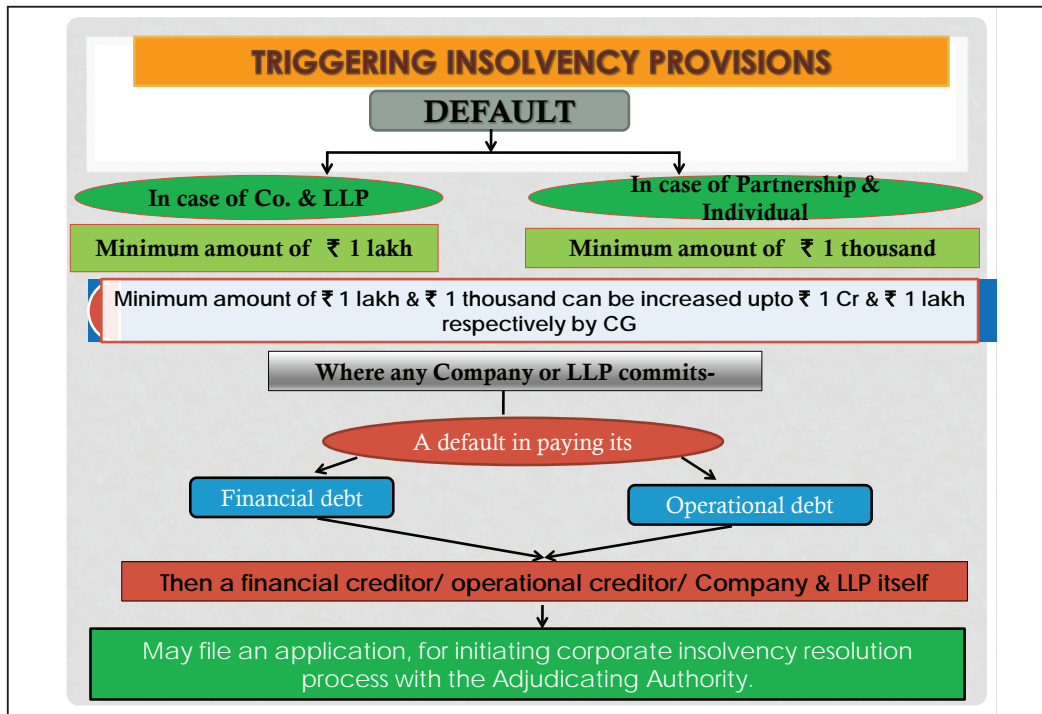 TRIGGERING INSOLVENCY PROVISIONS
DEFAULT
In case of Co. & LLP
In case of Partnership &
Individual
Minimum amount of ₹ 1 lakh
Minimum amount of ₹ 1 thousand
Minimum amount of ₹ 1 lakh & ₹ 1 thousand can be increased upto ₹ 1 Cr & ₹ 1 lakh
respectively by CG
Where any Company or LLP commits-
A default in paying its
Financial debt
Operational debt
Then a financial creditor/ operational creditor/ Company & LLP itself
May file an application, for initiating corporate insolvency resolution
process with the Adjudicating Authority.